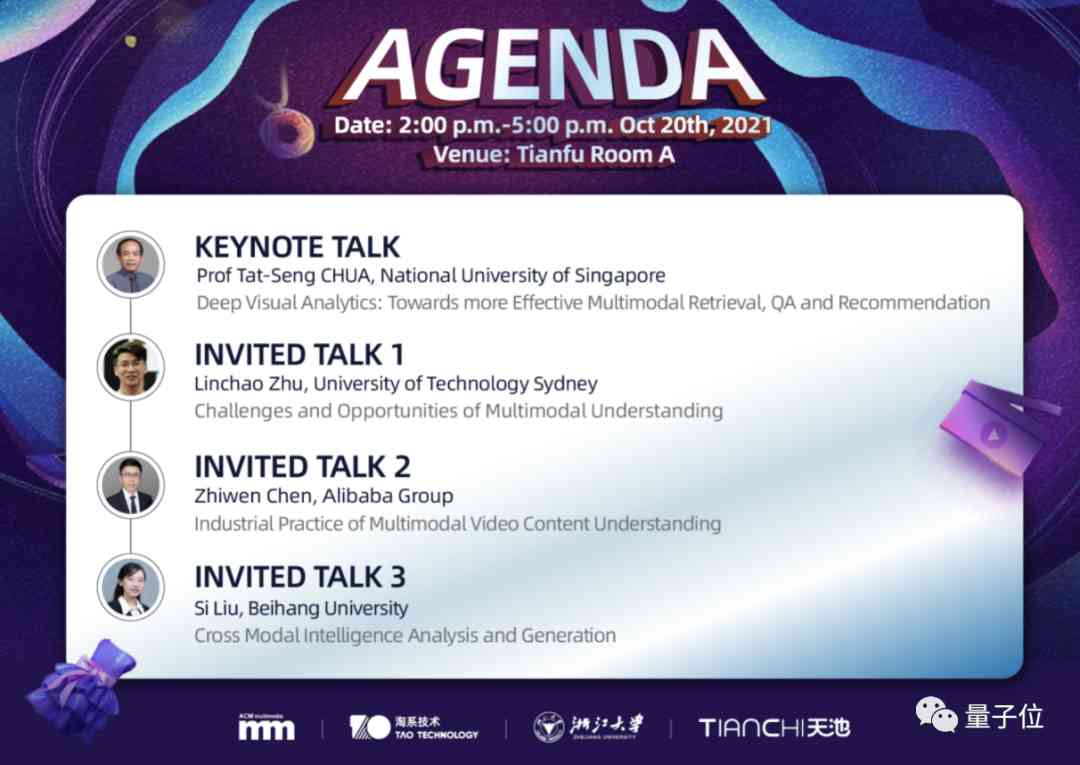 AGENDA
Date: 2:00 p.m.-5:00 p.m. Oct 20th, 2021
Venue: Tianfu Room A
KEYNOTE TALK
Prof Tat-Seng CHUA, National University of Singapore
Deep Visual Analytics: Towards more Effective Multimodal Retrieval, QA and Recommendation
INVITED TALK 1
Linchao Zhu, University of Technology Sydney
Challenges and Opportunities of Multimodal Understanding
INVITED TALK 2
Zhiwen Chen, Alibaba Group
Industrial Practice of Multimodal Video Content Understanding
INVITED TALK 3
Si Liu, Beihang University
Cross Modal Intelligence Analysis and Generation
ACM multimedia
mm
淘系技术
TAO TECHNOLOGY
浙江大学
ZHEJIANG UNIVERSITY
TIANCHI天池
量子位